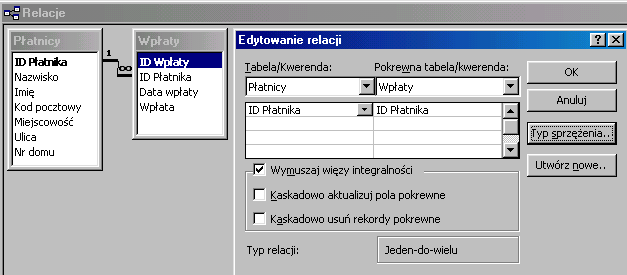 Relacje
Płatnicy
ID Płatnika
Nazwisko
Imię
Kod pocztowy
Miejscowość
Ulica
Nr domu
1
∞
Wpłaty
ID Wpłaty
ID Płatnika
Data wpłaty
Wpłata
Edytowanie relacji
Tabela/Kwerenda:
Pokrewna tabela/kwerenda:
Płatnicy
Wpłaty
ID Płatnika
ID Płatnika
Wymuszaj więzy integralności
Kaskadowo aktualizuj pola pokrewne
Kaskadowo usuń rekordy pokrewne
Typ relacji:
Jeden-do-wielu
OK
Anuluj
Typ sprzężenia..
Utwórz nowe..